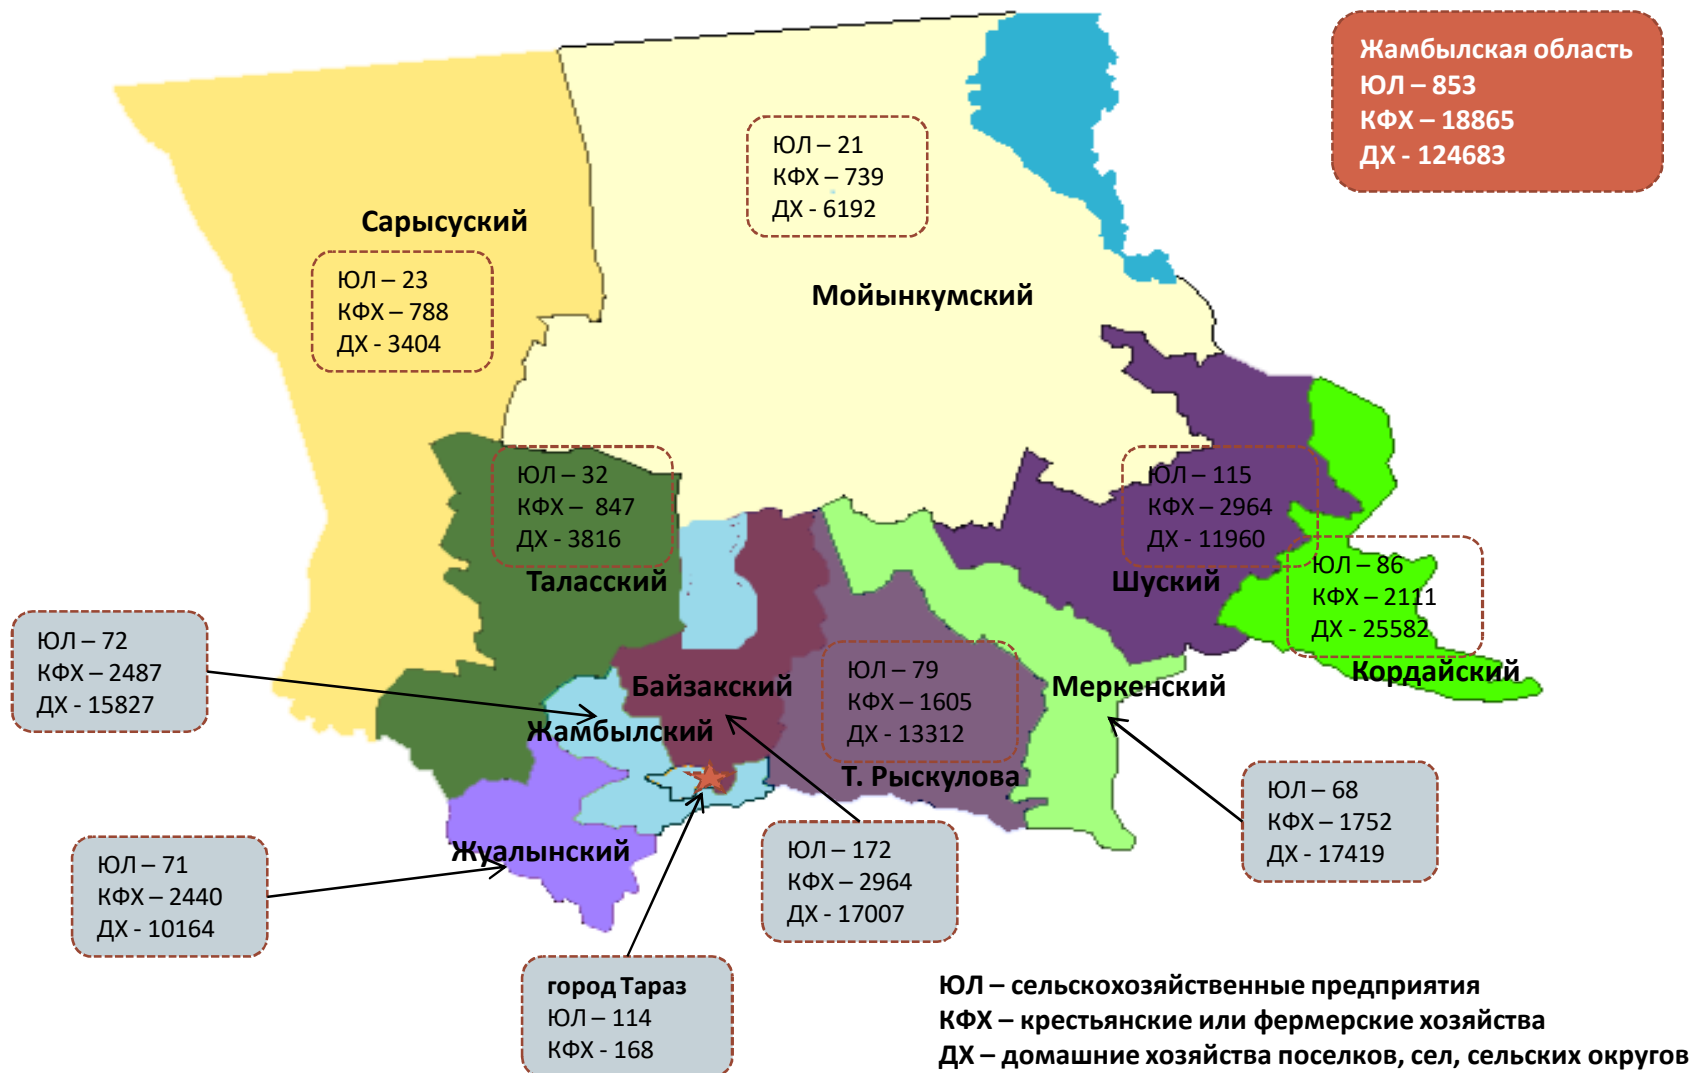 Жамбылская область
ЮЛ – 853
КФХ – 18865
ДХ - 124683
ЮЛ – 21
КФХ – 739
ДХ - 6192
Мойынкумский
Сарысуский
ЮЛ – 23
КФХ – 788
ДХ - 3404
ЮЛ – 32
КФХ – 847
ДХ - 3816
Таласский
ЮЛ – 115
КФХ – 2964
ДХ - 11960
Шуский
ЮЛ – 86
КФХ – 2111
ДХ - 25582
Кордайский
ЮЛ – 72
КФХ – 2487
ДХ - 15827
Байзакский
Жамбылский
ЮЛ – 79
КФХ – 1605
ДХ - 13312
Т. Рыскулова
Меркенский
ЮЛ – 68
КФХ – 1752
ДХ - 17419
Жуалынский
ЮЛ – 71
КФХ – 2440
ДХ - 10164
ЮЛ – 172
КФХ – 2964
ДХ - 17007
город Тараз
ЮЛ – 114
КФХ - 168
ЮЛ – сельскохозяйственные предприятия
КФХ – крестьянские или фермерские хозяйства
ДХ – домашние хозяйства поселков, сел, сельских округов